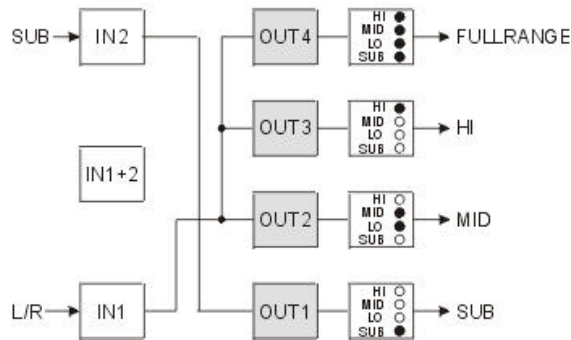 SUB IN2 OUT4 HI MID LO SUB FULLRANGE
OUT3 HI MID LO SUB HI
IN1+2
OUT2 HI MID LO SUB MID
L/R IN1 OUT1 HI MID LO SUB SUB